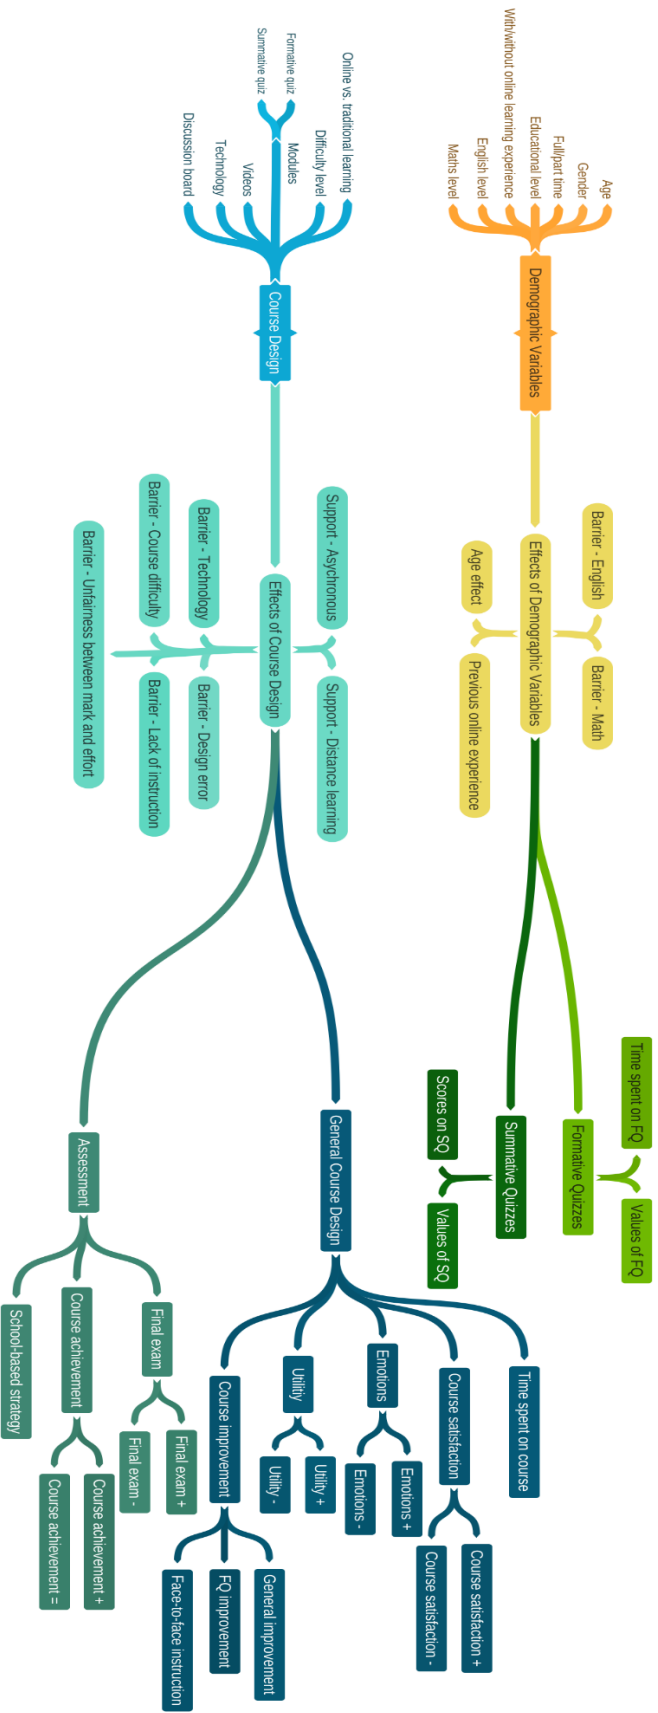 Age
Gender
Full/part time
Educational level
With/without online learning experience
English level
Maths level
Demographic Variables
Barrier - English
Barrier - Math
Effects of Demographic Variables
Age effect
Previous online experience
Time spent on FQ
Values of FQ
Formative Quizzes
Summative Quizzes
Scores on SQ
Values of SQ
Online vs. traditional learning
Difficulty level
Modules
Formative quiz
Summative quiz
Videos
Technology
Discussion board
Course Design
Support - Asychronous
Support - Distance learning
Effects of Course Design
Barrier - Technology
Barrier - Design error
Barrier - Course difficulty
Barrier - Lack of instruction
Barrier - Unfairness between mark and effort
General Course Design
Time spent on course
Course satisfaction
Course satisfaction +
Course satisfaction -
Emotions
Emotions +
Emotions -
Utilitiy
Utility +
Utility -
Course improvement
General improvement
FQ improvement
Face-to-face instruction
Assessment
Final exam
Final exam +
Final exam -
Course achievement
Course achievement +
Course achievement =
School-based strategy